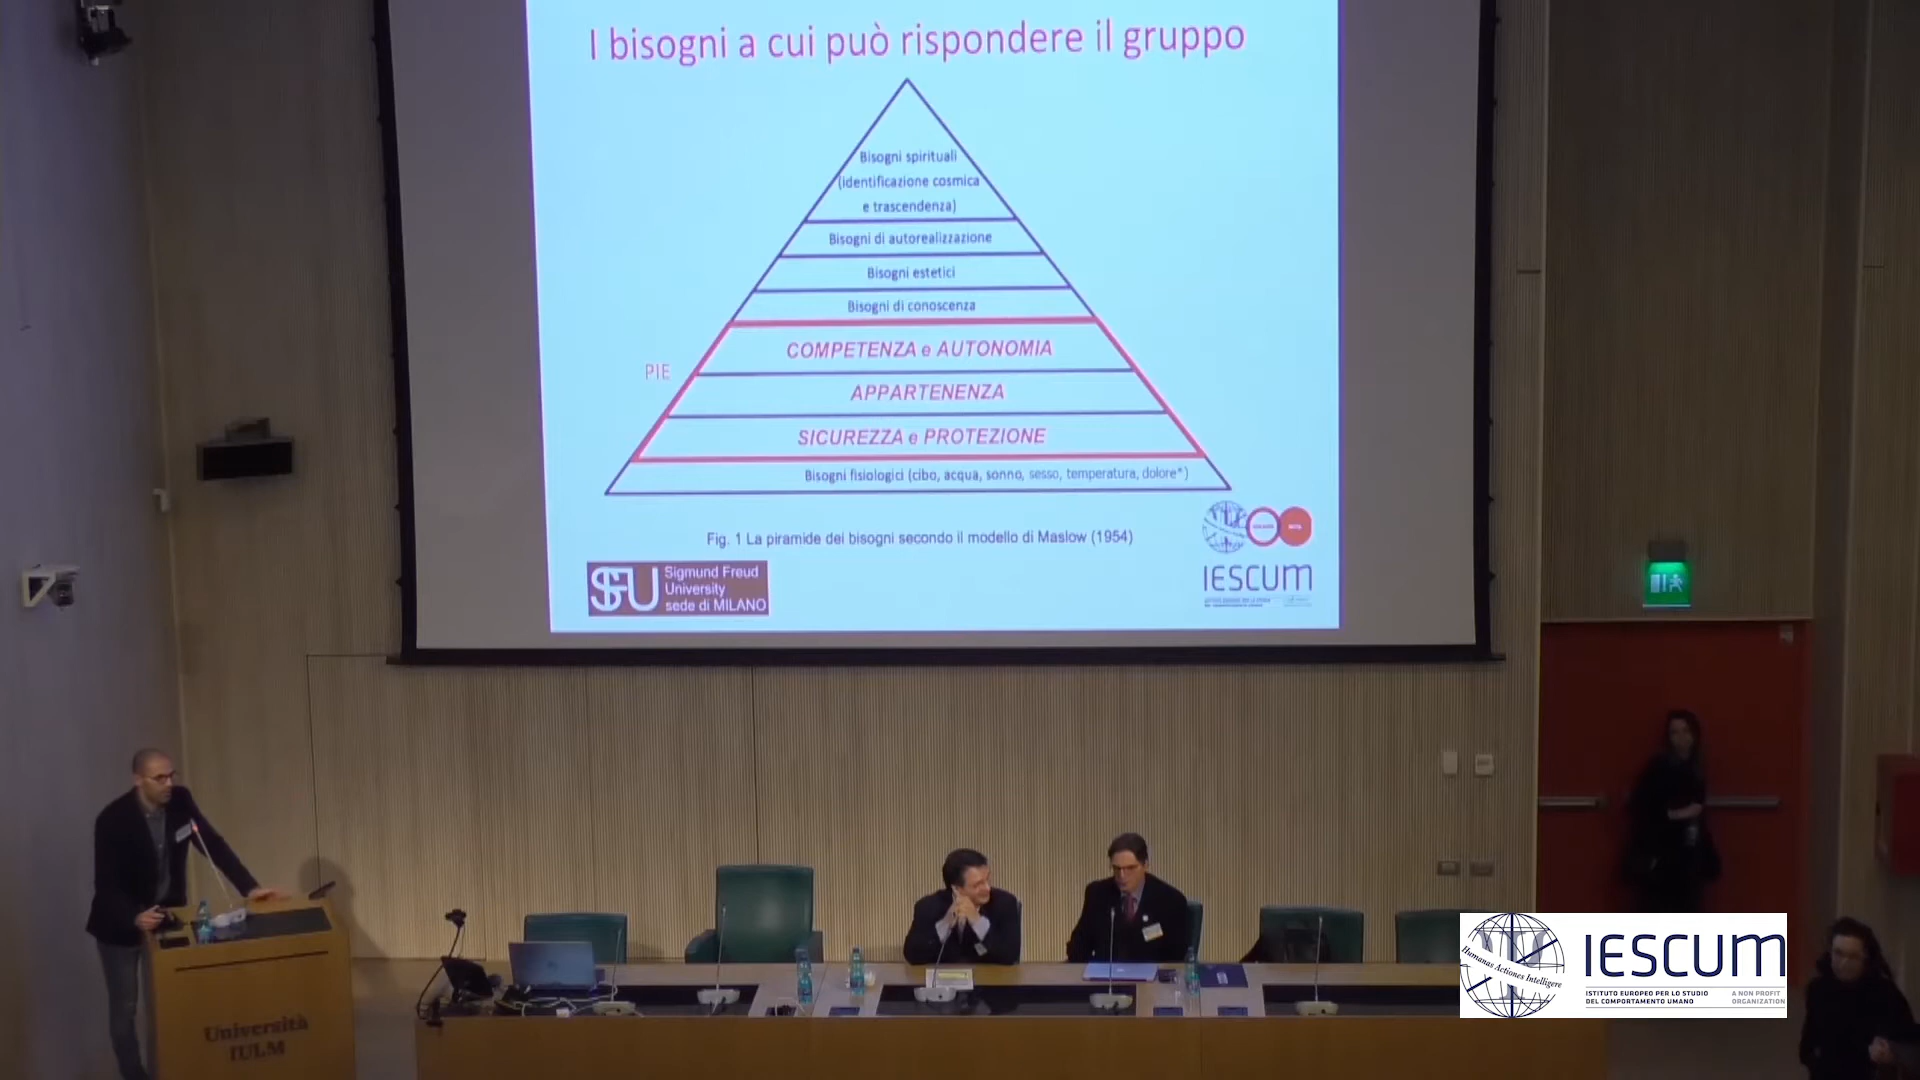 I bisogni a cui può rispondere il gruppo
Bisogni spirituali
(identificazione cosmica
e trascendenza)
Bisogni di autorealizzazione
Bisogni estetici
Bisogni di conoscenza
COMPETENZA e AUTONOMIA
PIE
APPARTENENZA
SICUREZZA e PROTEZIONE
Bisogni fisiologici (cibo, acqua, sonno, sesso, temperatura, dolore*)
Fig. 1 La piramide dei bisogni secondo il modello di Maslow (1954)
SFU
Sigmund Freud
University
sede di MILANO
IESCUM
Università
IULM
Humanas Actiones Intelligere
IESCUM
ISTITUTO EUROPEO PER LO STUDIO
DEL COMPORTAMENTO UMANO
A NON PROFIT
ORGANIZATION